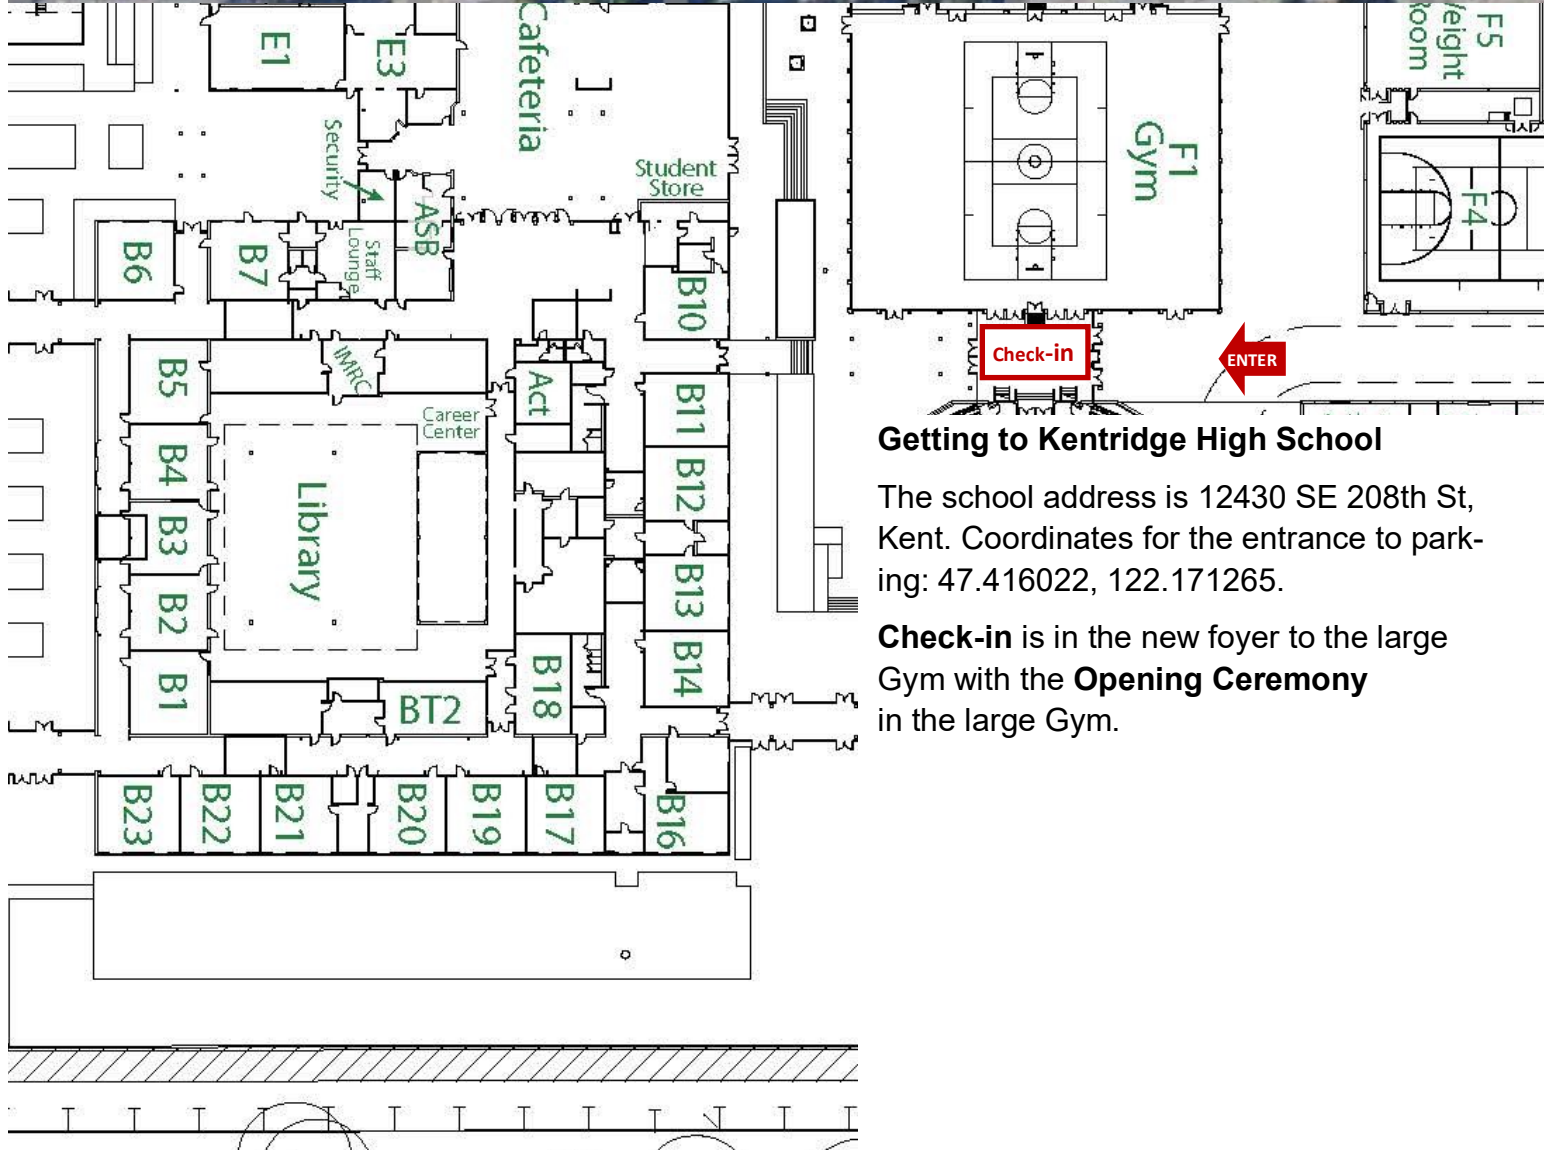 E1
E3
Cafeteria
F1
Gym
F5
Weight
Room
F4
Security
Student
Store
ASB
Staff
Lounge
B6
B7
B10
Check-in
ENTER
B5
IMRC
Act
Career
Center
B11
B4
B12
Library
B3
B13
B2
B14
B1
BT2
B18
B23
B22
B21
B20
B19
B17
B16
Getting to Kentridge High School
The school address is 12430 SE 208th St,
Kent. Coordinates for the entrance to park-
ing: 47.416022, 122.171265.
Check-in is in the new foyer to the large
Gym with the Opening Ceremony
in the large Gym.